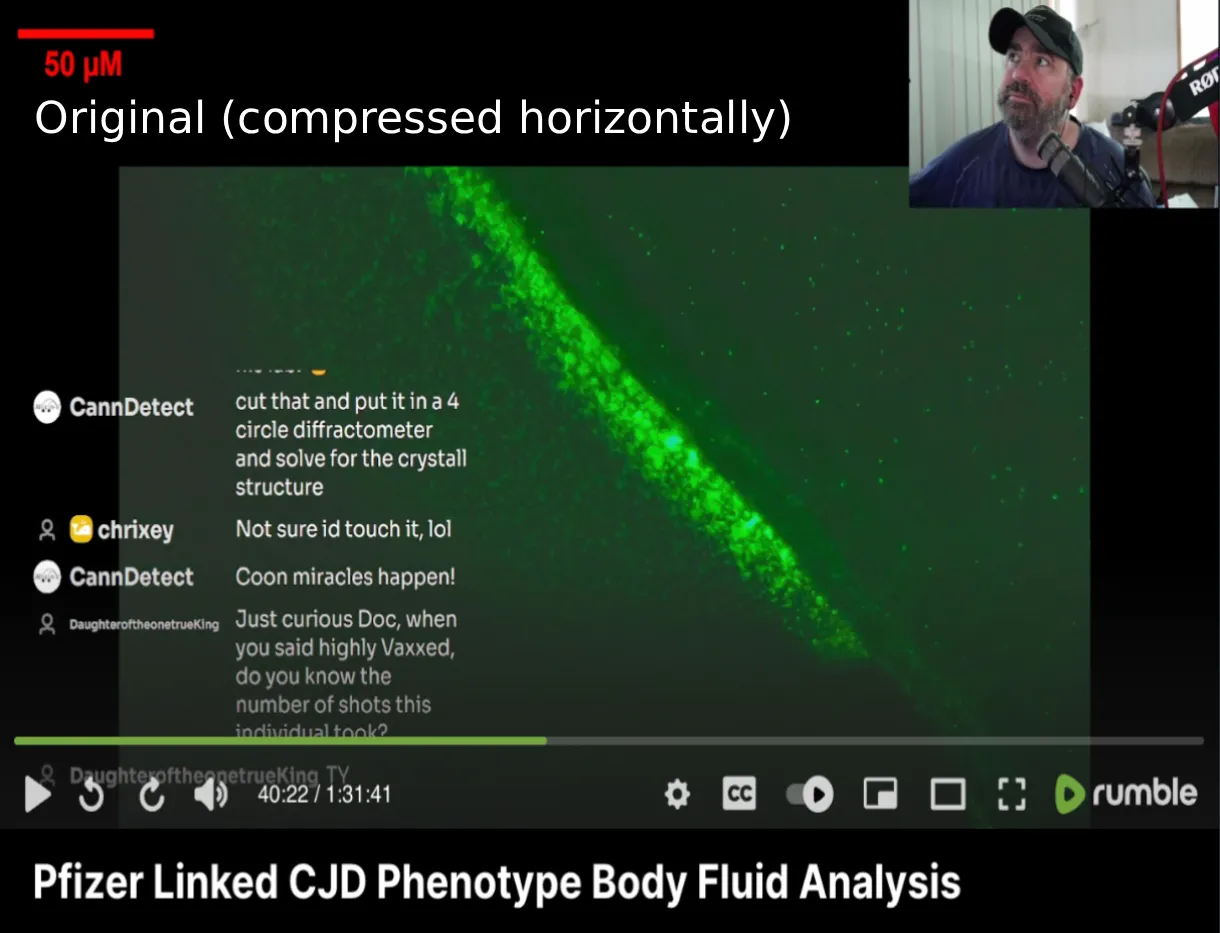 50 µM
Original (compressed horizontally)
RØD
CannDetect
cut that and put it in a 4
circle diffractometer
and solve for the crystall
structure
chrixey
Not sure id touch it, lol
CannDetect
Coon miracles happen!
DaughteroftheonetrueKing
Just curious Doc, when
you said highly Vaxxed,
do you know the
number of shots this
individual took?
DaughteroftheonetrueKing TY
40:22 / 1:31:41
CC
rumble
Pfizer Linked CJD Phenotype Body Fluid Analysis